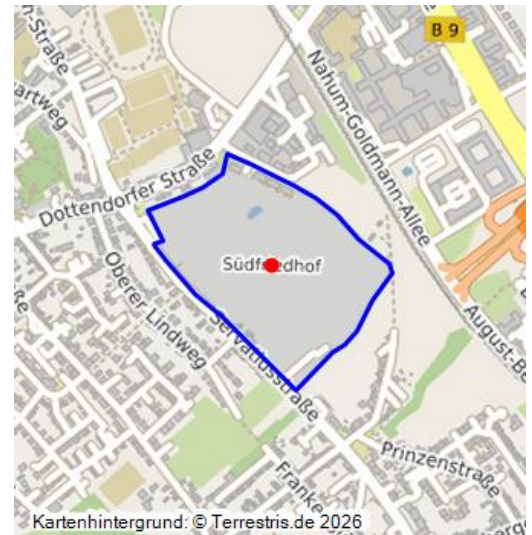 B 9
Nahum-Goldmann-Allee
Dottendorfer Straße
Südfriedhof
Oberer Lindweg
Servatiusstraße
Prinzenstraße
Kartenhintergrund: © Terrestris.de 2026